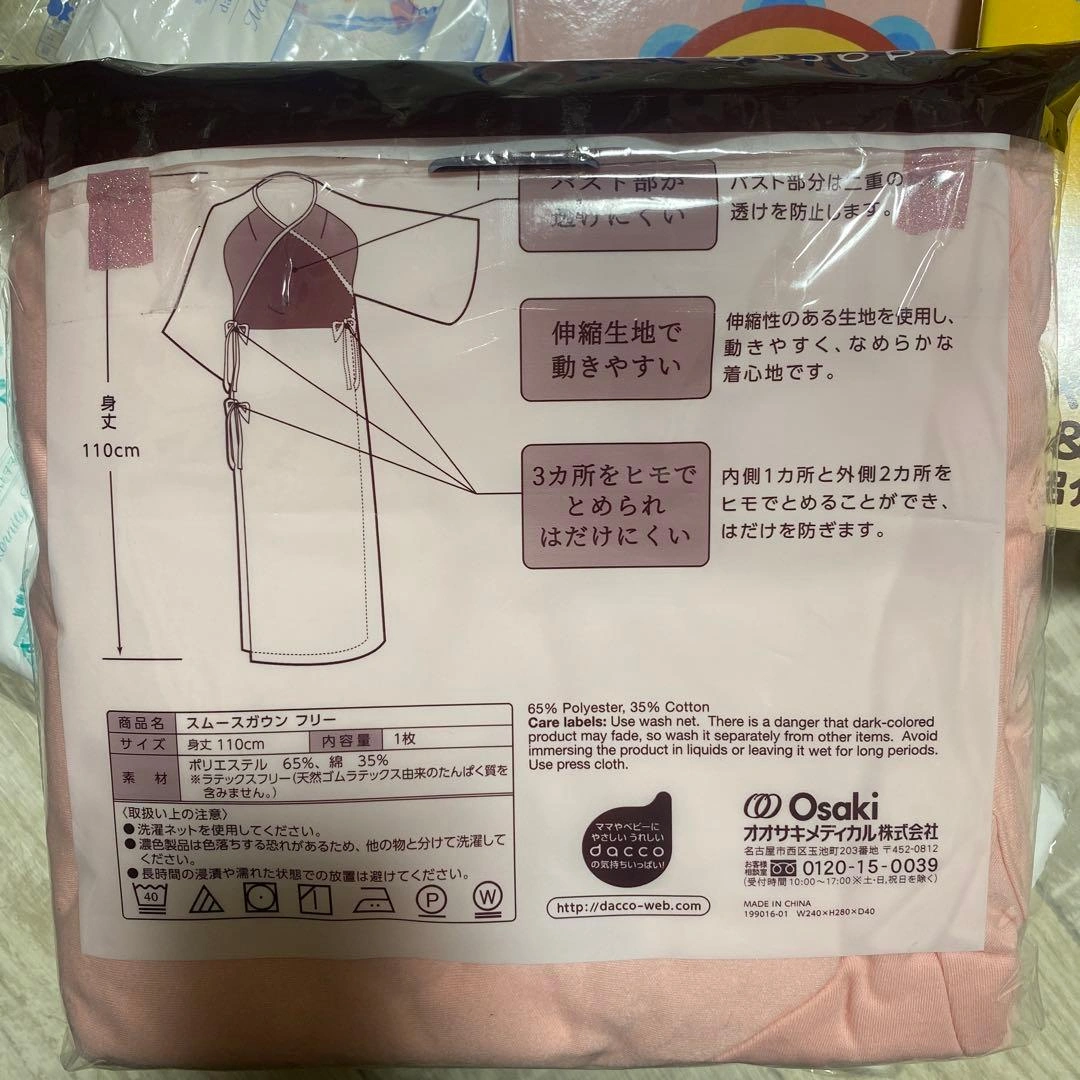 バスト部が
透けにくい
バスト部分は二重の
透けを防止します。
伸縮生地で
動きやすい
伸縮性のある生地を使用し、
動きやすく、なめらかな
着心地です。
身丈
110cm
3カ所をヒモで
とめられ
はだけにくい
内側1カ所と外側2カ所を
ヒモでとめることができ、
はだけを防ぎます。
商品名 スムースガウン フリー
サイズ 身丈 110cm 内容量 1枚
素材 ポリエステル 65%、綿 35%
※ラテックスフリー(天然ゴムラテックス由来のたんぱく質を
含みません。)
〈取扱い上の注意〉
●洗濯ネットを使用してください。
●濃色製品は色落ちする恐れがあるため、他の物と分けて洗濯して
ください。
●長時間の浸漬や濡れた状態での放置は避けてください。
40
P
W
65% Polyester, 35% Cotton
Care labels: Use wash net. There is a danger that dark-colored
product may fade, so wash it separately from other items. Avoid
immersing the product in liquids or leaving it wet for long periods.
Use press cloth.
ママやベビーに
やさしい うれしい
dacco
の気持ちいっぱい!
http://dacco-web.com
Osaki
オオサキメディカル株式会社
名古屋市西区玉池町203番地 〒452-0812
お客様
相談室 0120-15-0039
(受付時間 10:00〜17:00 ※土・日,祝日を除く)
MADE IN CHINA
199016-01 W240×H280×D40